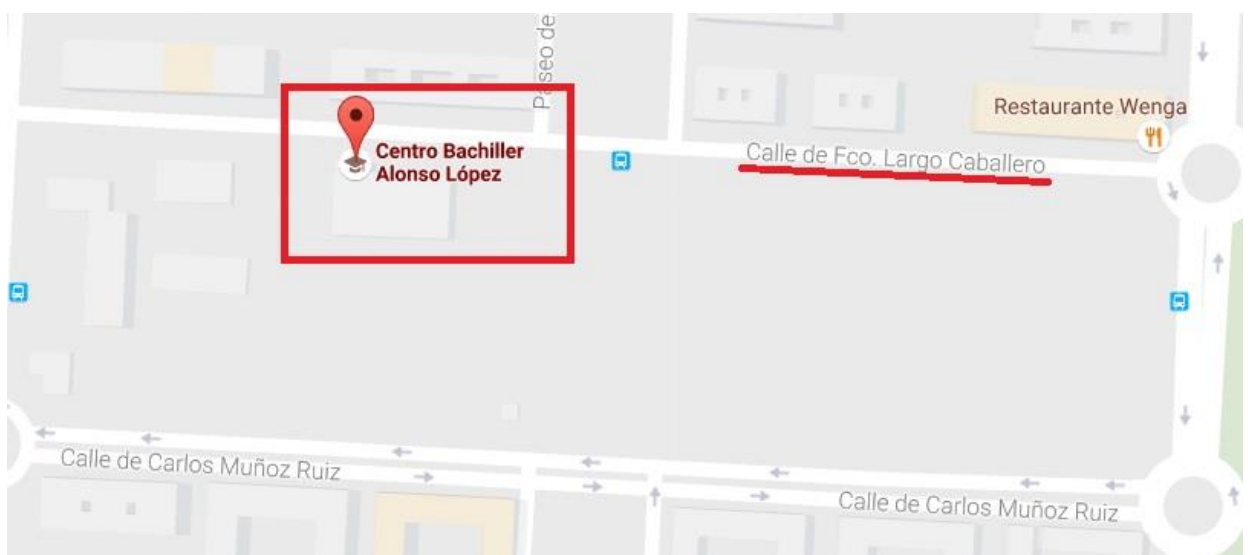 Paseo de
Restaurante Wenga
Centro Bachiller
Alonso López
Calle de Fco. Largo Caballero
Calle de Carlos Muñoz Ruiz
Calle de Carlos Muñoz Ruiz